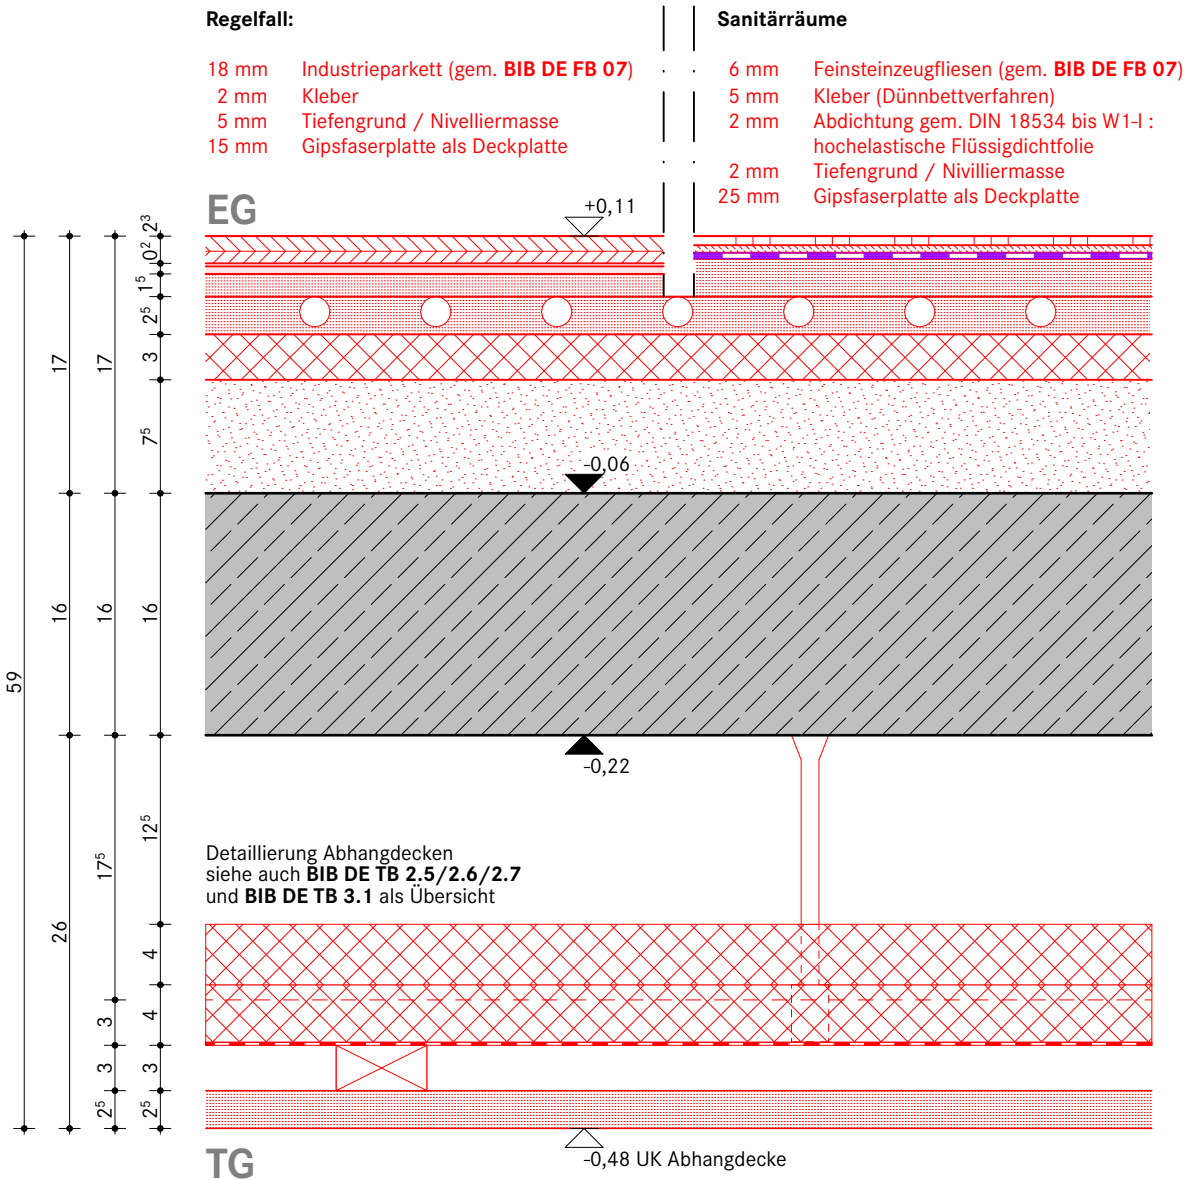 Regelfall:
18 mm Industrieparkett (gem. BIB DE FB 07)
2 mm Kleber
5 mm Tiefengrund / Nivelliermasse
15 mm Gipsfaserplatte als Deckplatte
Sanitärräume
6 mm Feinsteinzeugfliesen (gem. BIB DE FB 07)
5 mm Kleber (Dünnbettverfahren)
2 mm Abdichtung gem. DIN 18534 bis W1-I :
hochelastische Flüssigdichtfolie
2 mm Tiefengrund / Nivilliermasse
25 mm Gipsfaserplatte als Deckplatte
EG
+0,11
-0,06
-0,22
Detaillierung Abhangdecken
siehe auch BIB DE TB 2.5/2.6/2.7
und BIB DE TB 3.1 als Übersicht
TG
-0,48 UK Abhangdecke
59
17
16
26
17
16
17⁵
3
3
2⁵
2³
0²
1⁵
2⁵
3
7⁵
16
12⁵
4
4
3
2⁵